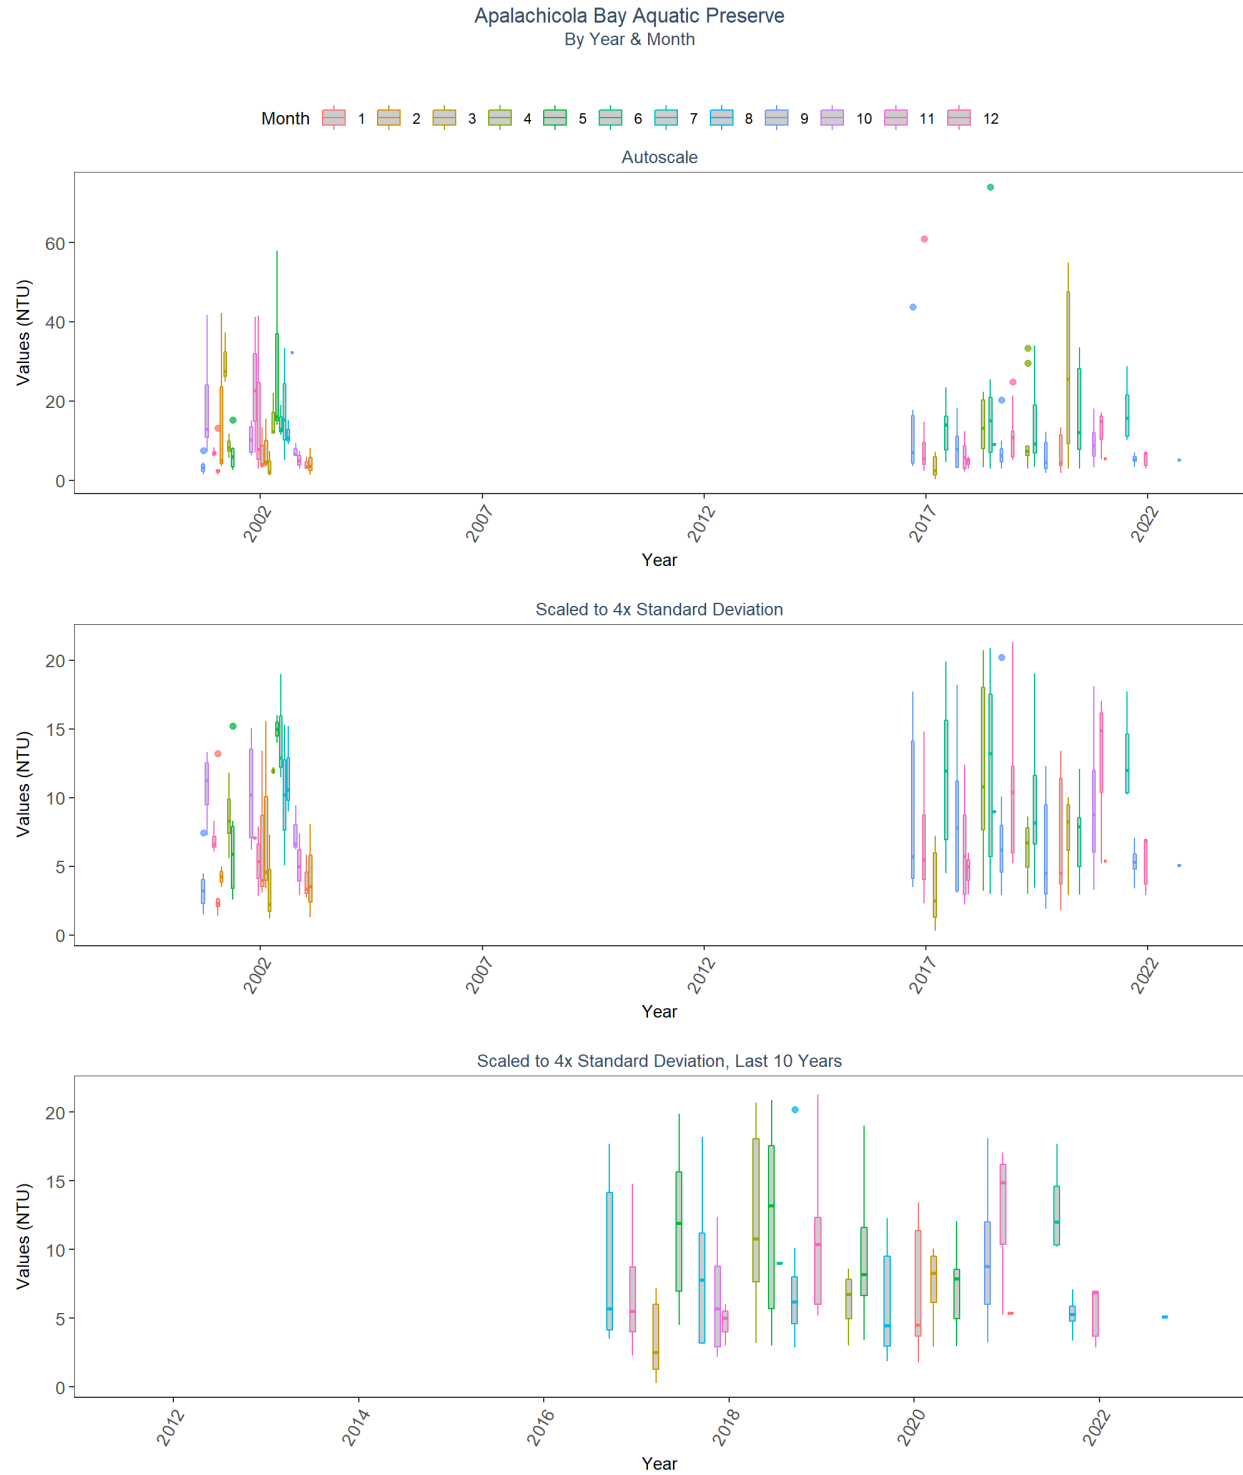 Apalachicola Bay Aquatic Preserve
By Year & Month
Month 1 2 3 4 5 6 7 8 9 10 11 12
Autoscale
Values (NTU)
60
40
20
0
2002 2007 2012 2017 2022
Year
Scaled to 4x Standard Deviation
Values (NTU)
20
15
10
5
0
2002 2007 2012 2017 2022
Year
Scaled to 4x Standard Deviation, Last 10 Years
Values (NTU)
20
15
10
5
0
2012 2014 2016 2018 2020 2022
Year